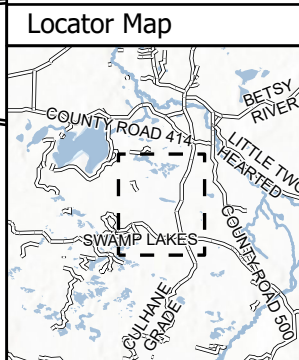 Locator Map
BETSY
RIVER
COUNTY ROAD 414
LITTLE TWO
HEARTED
SWAMP LAKES
COUNTY ROAD 500
CULHANE
GRADE